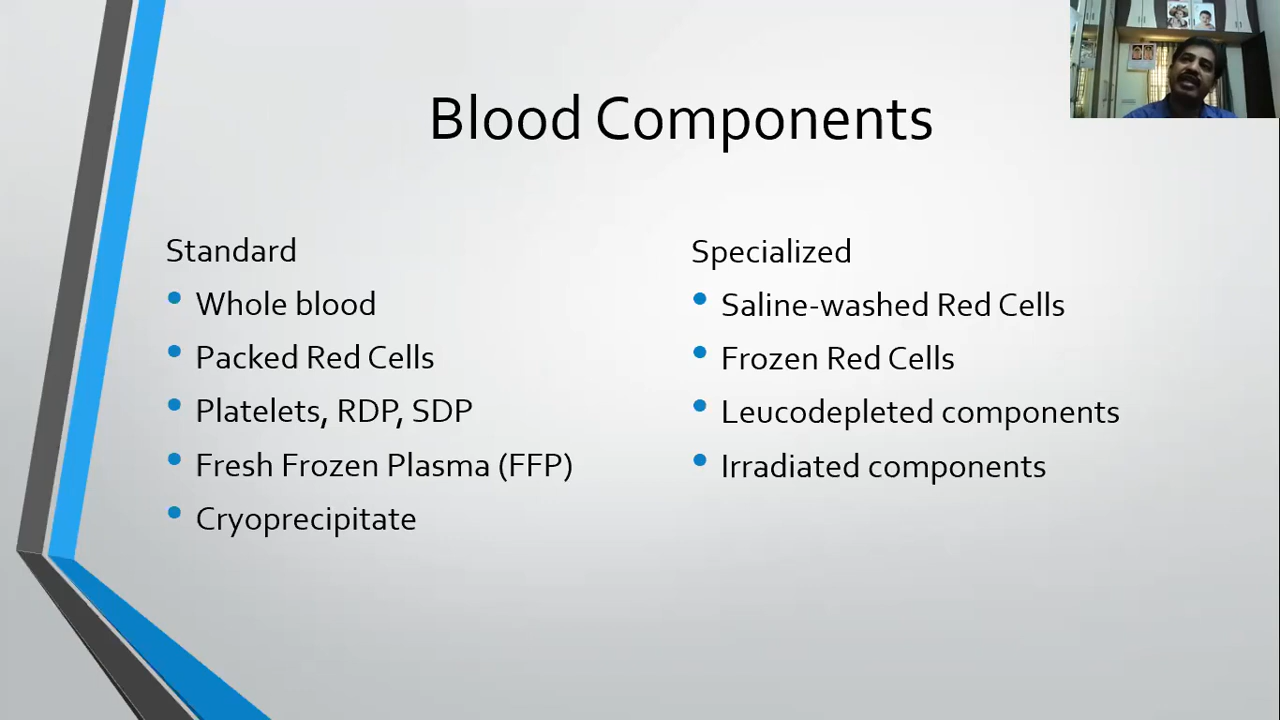 Blood Components
Standard
• Whole blood
• Packed Red Cells
• Platelets, RDP, SDP
• Fresh Frozen Plasma (FFP)
• Cryoprecipitate
Specialized
• Saline-washed Red Cells
• Frozen Red Cells
• Leucodepleted components
• Irradiated components